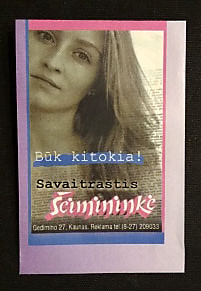 Būk kitokia!
Savaitraštis
Šeimininkė
Gedimino 27, Kaunas. Reklama tel.(8-27) 209033